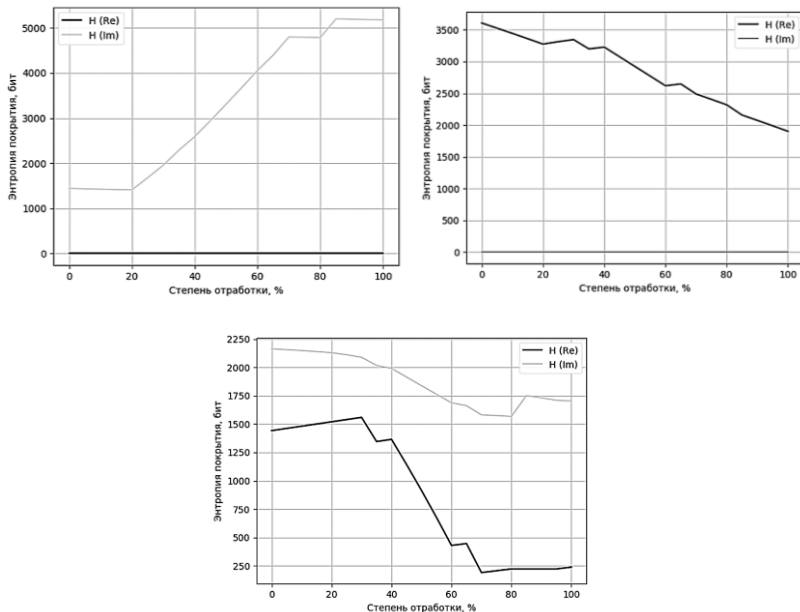 H (Re)
H (Im)
Энтропия покрытия, бит
5000
4000
3000
2000
1000
0
0 20 40 60 80 100
Степень отработки, %
H (Re)
H (Im)
Энтропия покрытия, бит
3500
3000
2500
2000
1500
1000
500
0
0 20 40 60 80 100
Степень отработки, %
H (Re)
H (Im)
Энтропия покрытия, бит
2250
2000
1750
1500
1250
1000
750
500
250
0 20 40 60 80 100
Степень отработки, %